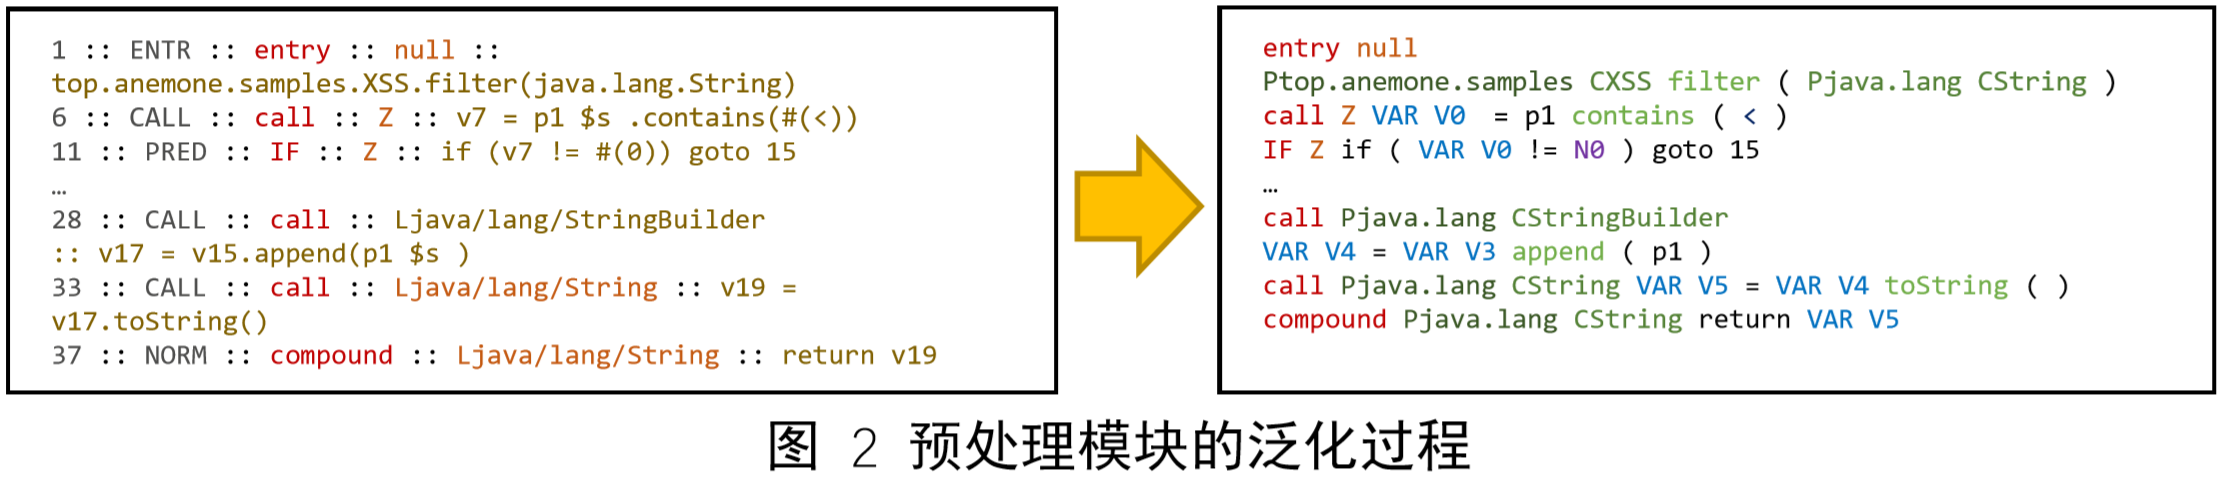 1 :: ENTR :: entry :: null ::
top.anemone.samples.XSS.filter(java.lang.String)
6 :: CALL :: call :: Z :: v7 = p1 $s .contains(#(<))
11 :: PRED :: IF :: Z :: if (v7 != #(0)) goto 15
…
28 :: CALL :: call :: Ljava/lang/StringBuilder
:: v17 = v15.append(p1 $s )
33 :: CALL :: call :: Ljava/lang/String :: v19 =
v17.toString()
37 :: NORM :: compound :: Ljava/lang/String :: return v19
entry null
Ptop.anemone.samples CXSS filter ( Pjava.lang CString )
call Z VAR V0 = p1 contains ( < )
IF Z if ( VAR V0 != N0 ) goto 15
…
call Pjava.lang CStringBuilder
VAR V4 = VAR V3 append ( p1 )
call Pjava.lang CString VAR V5 = VAR V4 toString ( )
compound Pjava.lang CString return VAR V5
图 2 预处理模块的泛化过程